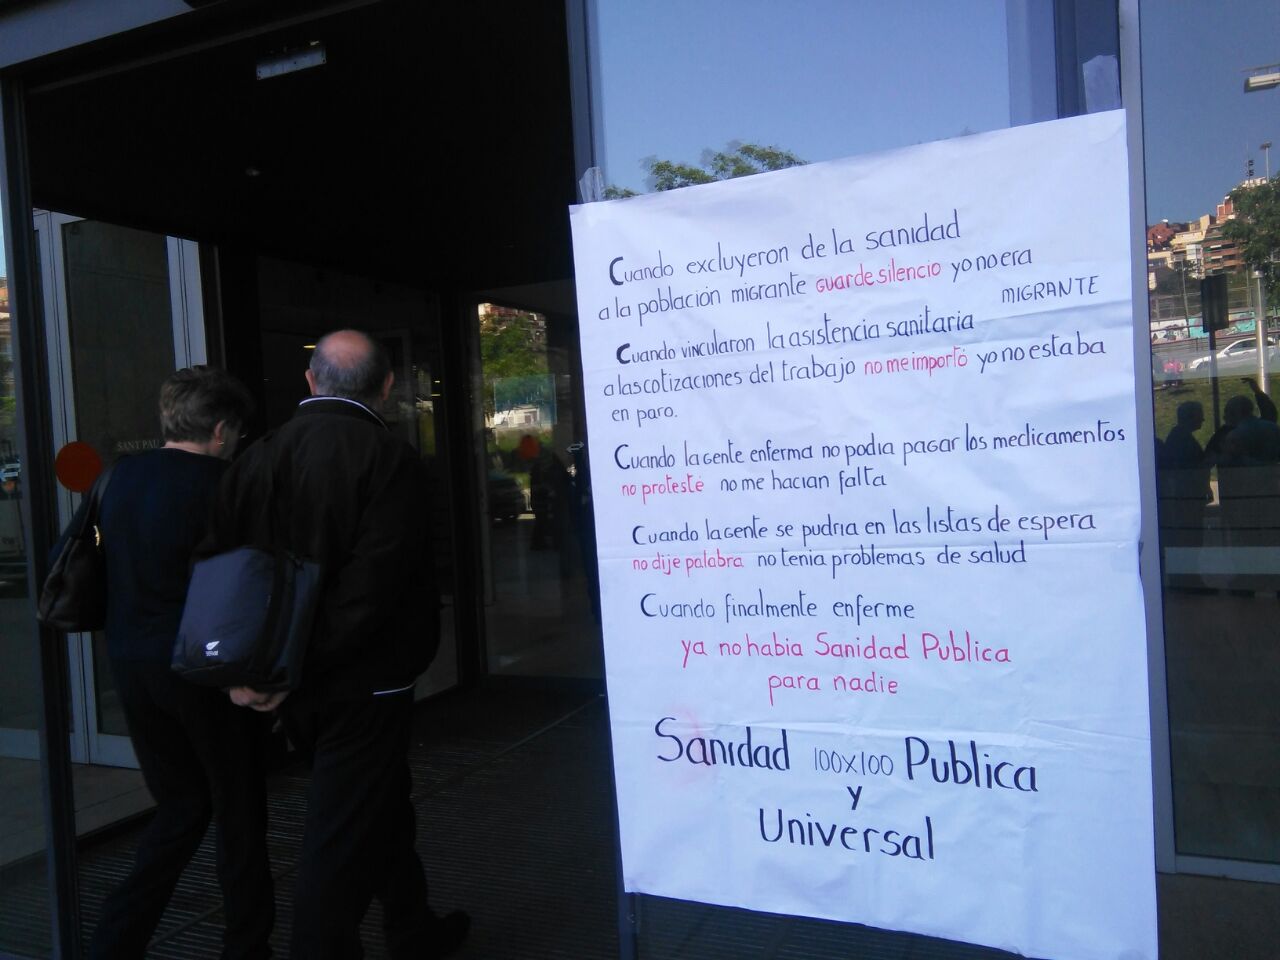 SANT PAU
Cuando excluyeron de la sanidad
a la población migrante guarde silencio yo no era
MIGRANTE
Cuando vincularon la asistencia sanitaria
a las cotizaciones del trabajo no me importó yo no estaba
en paro.
Cuando la gente enferma no podia pagar los medicamentos
no protesté no me hacian falta
Cuando la gente se pudria en las listas de espera
no dije palabra no tenia problemas de salud
Cuando finalmente enferme
ya no habia Sanidad Publica
para nadie
Sanidad 100x100 Publica
y
Universal